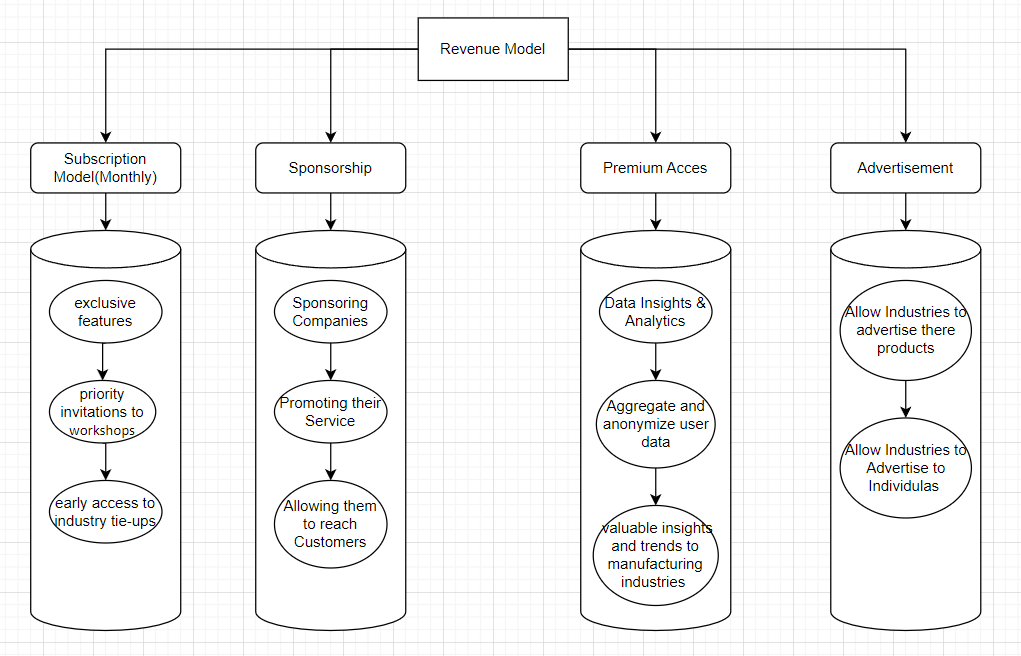 Revenue Model
Subscription
Model(Monthly)
Sponsorship
Premium Acces
Advertisement
exclusive
features
priority
invitations to
workshops
early access to
industry tie-ups
Sponsoring
Companies
Promoting their
Service
Allowing them
to reach
Customers
Data Insights &
Analytics
Aggregate and
anonymize user
data
valuable insights
and trends to
manufacturing
industries
Allow Industries to
advertise there
products
Allow Industries to
Advertise to
Individulas